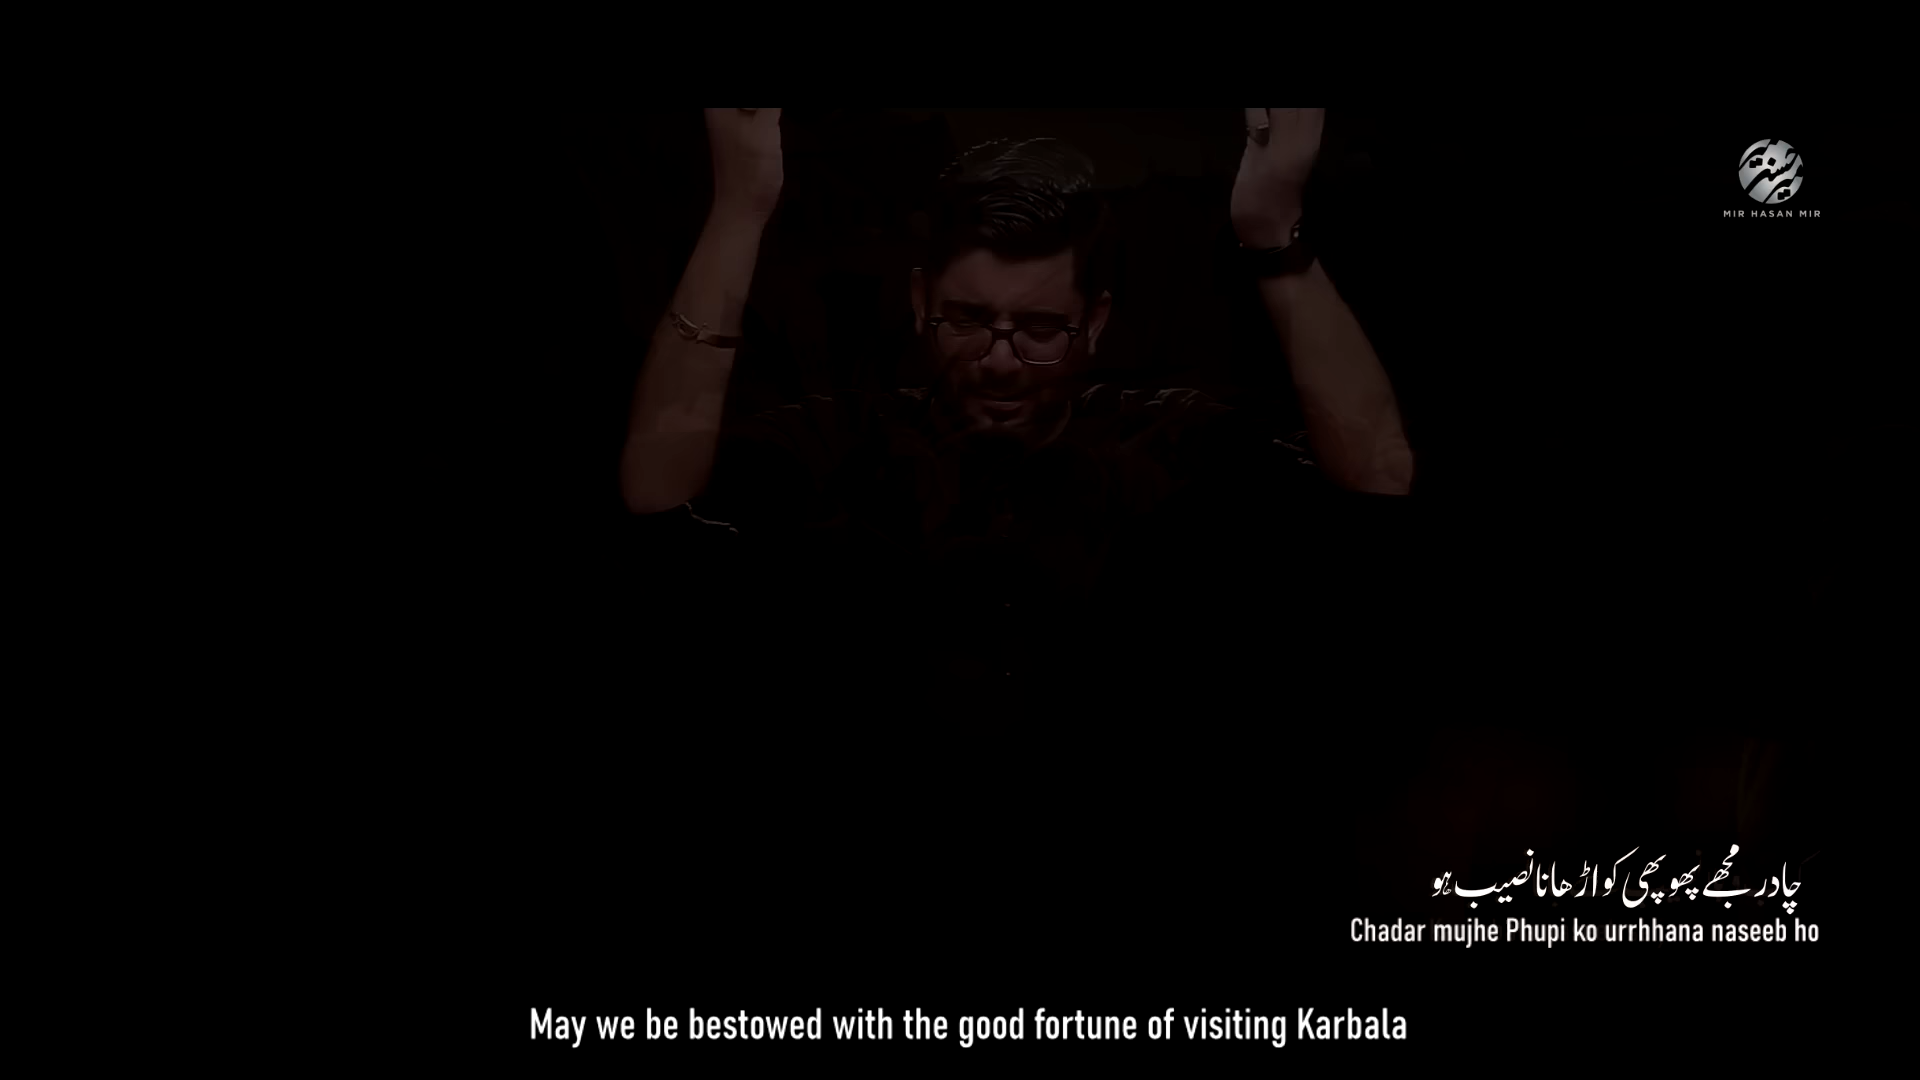 MIR HASAN MIR
چادر مجھے پھوپھی کو اڑھانا نصیب ہو
Chadar mujhe Phupi ko urrhhana naseeb ho
May we be bestowed with the good fortune of visiting Karbala